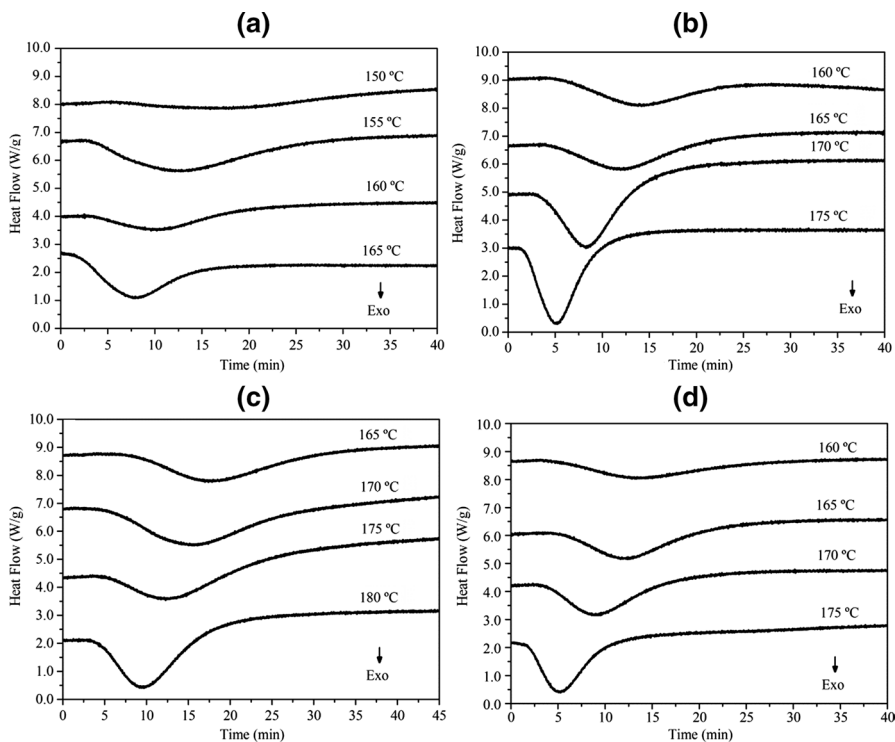 (a)
10.0
9.0
8.0
7.0
6.0
5.0
4.0
3.0
2.0
1.0
0.0
Heat Flow (W/g)
150 ºC
155 ºC
160 ºC
165 ºC
Exo
0 5 10 15 20 25 30 35 40
Time (min)
(b)
10.0
9.0
8.0
7.0
6.0
5.0
4.0
3.0
2.0
1.0
0.0
Heat Flow (W/g)
160 ºC
165 ºC
170 ºC
175 ºC
Exo
0 5 10 15 20 25 30 35 40
Time (min)
(c)
10.0
9.0
8.0
7.0
6.0
5.0
4.0
3.0
2.0
1.0
0.0
Heat Flow (W/g)
165 ºC
170 ºC
175 ºC
180 ºC
Exo
0 5 10 15 20 25 30 35 40 45
Time (min)
(d)
10.0
9.0
8.0
7.0
6.0
5.0
4.0
3.0
2.0
1.0
0.0
Heat Flow (W/g)
160 ºC
165 ºC
170 ºC
175 ºC
Exo
0 5 10 15 20 25 30 35 40
Time (min)